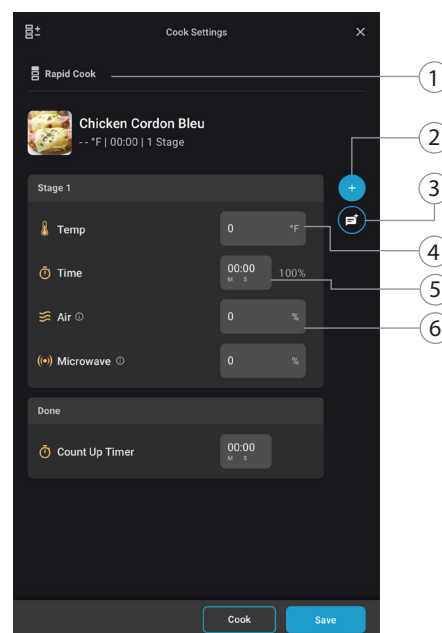 Cook Settings
Rapid Cook
1
Chicken Cordon Bleu
- - °F | 00:00 | 1 Stage
2
Stage 1
+
3
Temp
0 °F
4
Time
00:00 100%
M S
5
Air
0 %
6
Microwave
0 %
Done
Count Up Timer
00:00
M S
Cook
Save